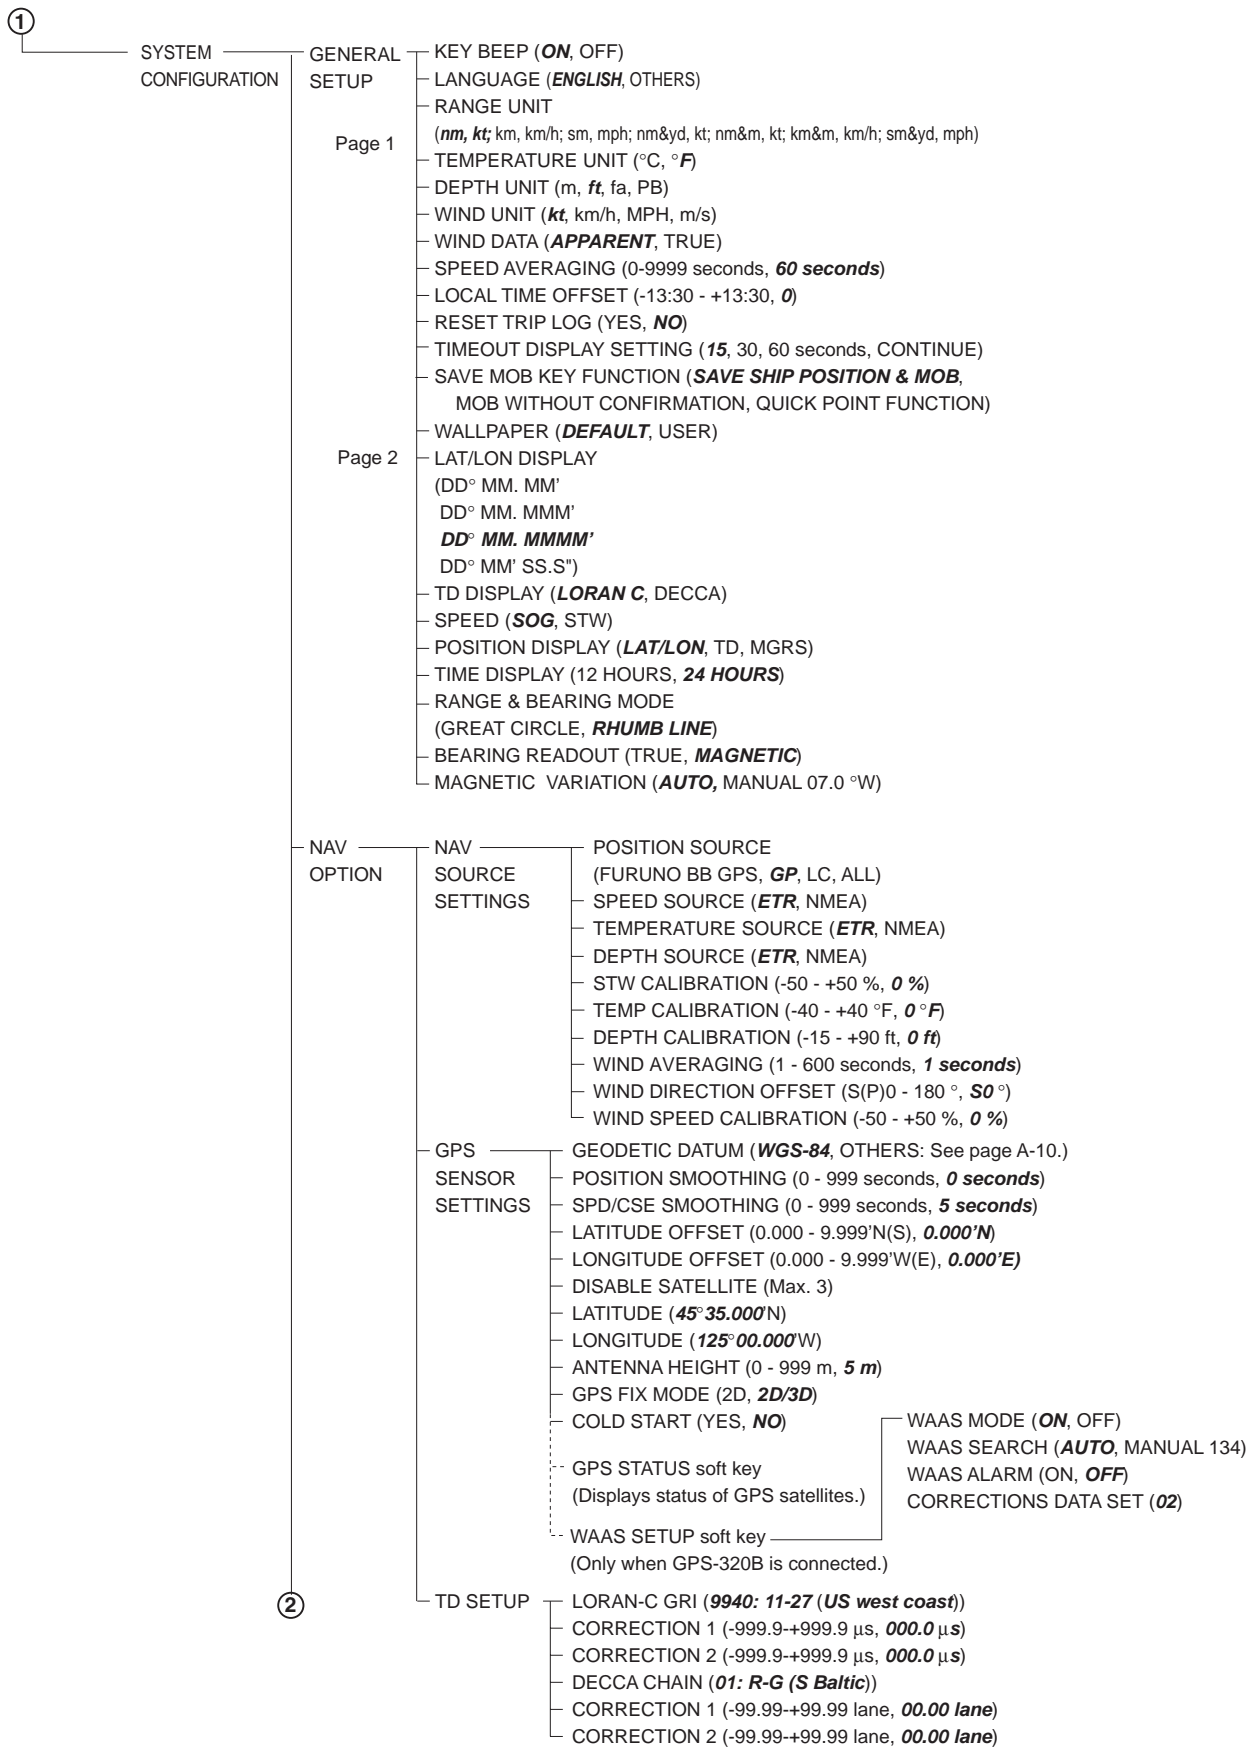 1
SYSTEM
CONFIGURATION
GENERAL
SETUP
Page 1
KEY BEEP (ON, OFF)
LANGUAGE (ENGLISH, OTHERS)
RANGE UNIT
(nm, kt; km, km/h; sm, mph; nm&yd, kt; nm&m, kt; km&m, km/h; sm&yd, mph)
TEMPERATURE UNIT (°C, °F)
DEPTH UNIT (m, ft, fa, PB)
WIND UNIT (kt, km/h, MPH, m/s)
WIND DATA (APPARENT, TRUE)
SPEED AVERAGING (0-9999 seconds, 60 seconds)
LOCAL TIME OFFSET (-13:30 - +13:30, 0)
RESET TRIP LOG (YES, NO)
TIMEOUT DISPLAY SETTING (15, 30, 60 seconds, CONTINUE)
SAVE MOB KEY FUNCTION (SAVE SHIP POSITION & MOB,
MOB WITHOUT CONFIRMATION, QUICK POINT FUNCTION)
WALLPAPER (DEFAULT, USER)
Page 2
LAT/LON DISPLAY
(DD° MM. MM'
DD° MM. MMM'
DD° MM. MMMM'
DD° MM' SS.S")
TD DISPLAY (LORAN C, DECCA)
SPEED (SOG, STW)
POSITION DISPLAY (LAT/LON, TD, MGRS)
TIME DISPLAY (12 HOURS, 24 HOURS)
RANGE & BEARING MODE
(GREAT CIRCLE, RHUMB LINE)
BEARING READOUT (TRUE, MAGNETIC)
MAGNETIC VARIATION (AUTO, MANUAL 07.0 °W)
NAV
OPTION
NAV
SOURCE
SETTINGS
POSITION SOURCE
(FURUNO BB GPS, GP, LC, ALL)
SPEED SOURCE (ETR, NMEA)
TEMPERATURE SOURCE (ETR, NMEA)
DEPTH SOURCE (ETR, NMEA)
STW CALIBRATION (-50 - +50 %, 0 %)
TEMP CALIBRATION (-40 - +40 °F, 0 °F)
DEPTH CALIBRATION (-15 - +90 ft, 0 ft)
WIND AVERAGING (1 - 600 seconds, 1 seconds)
WIND DIRECTION OFFSET (S(P)0 - 180 °, S0 °)
WIND SPEED CALIBRATION (-50 - +50 %, 0 %)
GPS
SENSOR
SETTINGS
GEODETIC DATUM (WGS-84, OTHERS: See page A-10.)
POSITION SMOOTHING (0 - 999 seconds, 0 seconds)
SPD/CSE SMOOTHING (0 - 999 seconds, 5 seconds)
LATITUDE OFFSET (0.000 - 9.999'N(S), 0.000'N)
LONGITUDE OFFSET (0.000 - 9.999'W(E), 0.000'E)
DISABLE SATELLITE (Max. 3)
LATITUDE (45°35.000'N)
LONGITUDE (125°00.000'W)
ANTENNA HEIGHT (0 - 999 m, 5 m)
GPS FIX MODE (2D, 2D/3D)
COLD START (YES, NO)
GPS STATUS soft key
(Displays status of GPS satellites.)
WAAS SETUP soft key
(Only when GPS-320B is connected.)
WAAS MODE (ON, OFF)
WAAS SEARCH (AUTO, MANUAL 134)
WAAS ALARM (ON, OFF)
CORRECTIONS DATA SET (02)
TD SETUP
LORAN-C GRI (9940: 11-27 (US west coast))
CORRECTION 1 (-999.9-+999.9 µs, 000.0 µs)
CORRECTION 2 (-999.9-+999.9 µs, 000.0 µs)
DECCA CHAIN (01: R-G (S Baltic))
CORRECTION 1 (-99.99-+99.99 lane, 00.00 lane)
CORRECTION 2 (-99.99-+99.99 lane, 00.00 lane)
2